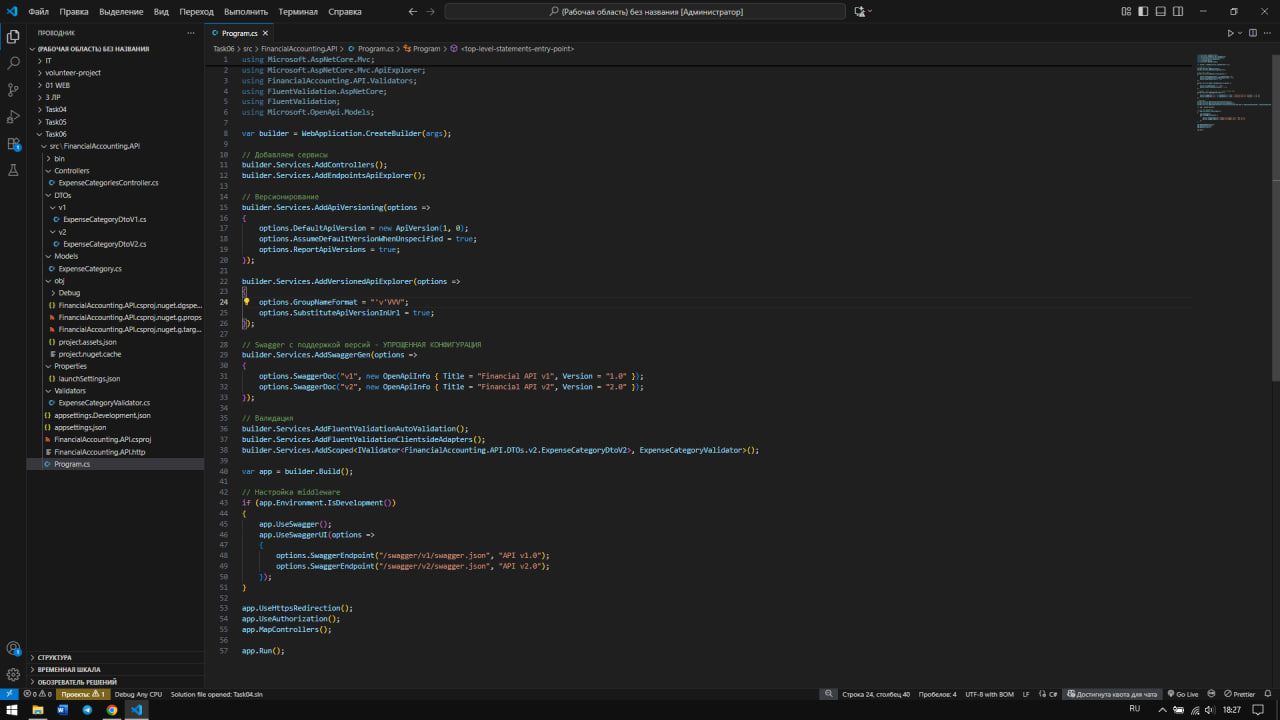 Файл Правка Выделение Вид Переход Выполнить Терминал Справка
(Рабочая область) без названия [Администратор]
ПРОВОДНИК
(РАБОЧАЯ ОБЛАСТЬ) БЕЗ НАЗВАНИЯ
IT
volunteer-project
01 WEB
3 ЛР
Task04
Task05
Task06
src \ FinancialAccounting.API
bin
Controllers
ExpenseCategoriesController.cs
DTOs
v1
ExpenseCategoryDtoV1.cs
v2
ExpenseCategoryDtoV2.cs
Models
ExpenseCategory.cs
obj
Debug
FinancialAccounting.API.csproj.nuget.dgspe...
FinancialAccounting.API.csproj.nuget.g.props
FinancialAccounting.API.csproj.nuget.g.targ...
project.assets.json
project.nuget.cache
Properties
launchSettings.json
Validators
ExpenseCategoryValidator.cs
appsettings.Development.json
appsettings.json
FinancialAccounting.API.csproj
FinancialAccounting.API.http
Program.cs
СТРУКТУРА
ВРЕМЕННАЯ ШКАЛА
ОБОЗРЕВАТЕЛЬ РЕШЕНИЙ
Program.cs
Task06 > src > FinancialAccounting.API > Program.cs > Program > <top-level-statements-entry-point>
1 using Microsoft.AspNetCore.Mvc;
2 using Microsoft.AspNetCore.Mvc.ApiExplorer;
3 using FinancialAccounting.API.Validators;
4 using FluentValidation.AspNetCore;
5 using FluentValidation;
6 using Microsoft.OpenApi.Models;
7
8 var builder = WebApplication.CreateBuilder(args);
9
10 // Добавляем сервисы
11 builder.Services.AddControllers();
12 builder.Services.AddEndpointsApiExplorer();
13
14 // Версионирование
15 builder.Services.AddApiVersioning(options =>
16 {
17 options.DefaultApiVersion = new ApiVersion(1, 0);
18 options.AssumeDefaultVersionWhenUnspecified = true;
19 options.ReportApiVersions = true;
20 });
21
22 builder.Services.AddVersionedApiExplorer(options =>
23 {
24 options.GroupNameFormat = "'v'VVV";
25 options.SubstituteApiVersionInUrl = true;
26 });
27
28 // Swagger с поддержкой версий - УПРОЩЕННАЯ КОНФИГУРАЦИЯ
29 builder.Services.AddSwaggerGen(options =>
30 {
31 options.SwaggerDoc("v1", new OpenApiInfo { Title = "Financial API v1", Version = "1.0" });
32 options.SwaggerDoc("v2", new OpenApiInfo { Title = "Financial API v2", Version = "2.0" });
33 });
34
35 // Валидация
36 builder.Services.AddFluentValidationAutoValidation();
37 builder.Services.AddFluentValidationClientsideAdapters();
38 builder.Services.AddScoped<IValidator<FinancialAccounting.API.DTOs.v2.ExpenseCategoryDtoV2>, ExpenseCategoryValidator>();
39
40 var app = builder.Build();
41
42 // Настройка middleware
43 if (app.Environment.IsDevelopment())
44 {
45 app.UseSwagger();
46 app.UseSwaggerUI(options =>
47 {
48 options.SwaggerEndpoint("/swagger/v1/swagger.json", "API v1.0");
49 options.SwaggerEndpoint("/swagger/v2/swagger.json", "API v2.0");
50 });
51 }
52
53 app.UseHttpsRedirection();
54 app.UseAuthorization();
55 app.MapControllers();
56
57 app.Run();
0 0 Проекты: 1 Debug Any CPU Solution file opened: Task04.sln Строка 24, столбец 40 Пробелов: 4 UTF-8 with BOM LF C# Достигнута квота для чата Go Live Prettier
RU 18:27